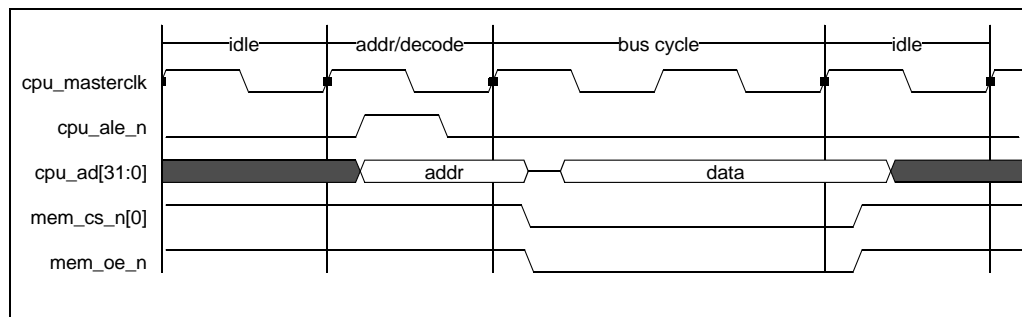 idle addr/decode bus cycle idle
cpu_masterclk
cpu_ale_n
cpu_ad[31:0] addr data
mem_cs_n[0]
mem_oe_n